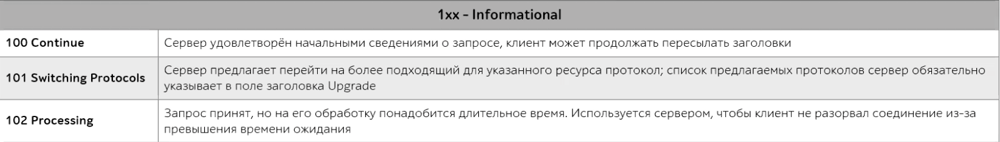 1xx - Informational
100 Continue
Сервер удовлетворён начальными сведениями о запросе, клиент может продолжать пересылать заголовки
101 Switching Protocols
Сервер предлагает перейти на более подходящий для указанного ресурса протокол; список предлагаемых протоколов сервер обязательно
указывает в поле заголовка Upgrade
102 Processing
Запрос принят, но на его обработку понадобится длительное время. Используется сервером, чтобы клиент не разорвал соединение из-за
превышения времени ожидания